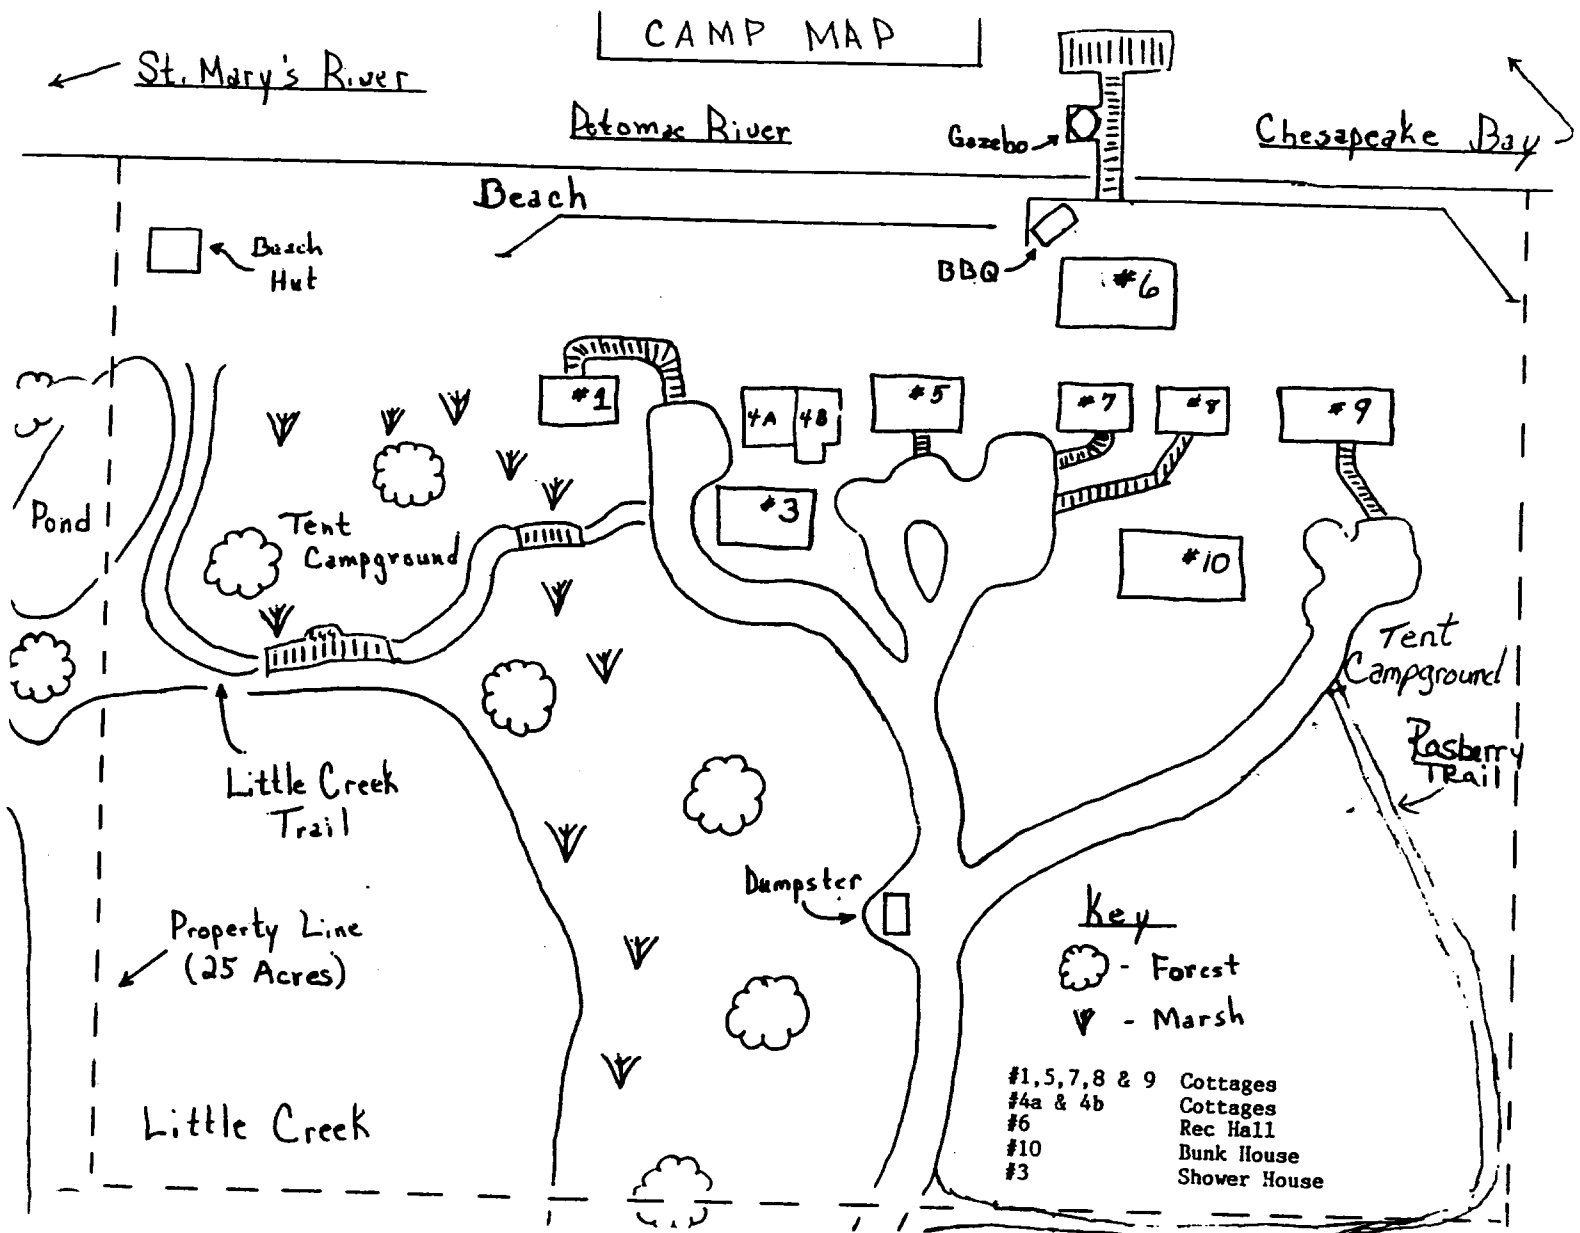 CAMP MAP
St. Mary's River
Potomac River
Gazebo
Chesapeake Bay
Beach
Beach
Hut
BBQ
#6
#1
4A
4B
#5
#7
#8
#9
#3
#10
Pond
Tent
Campground
Tent
Campground
Rasberry
TRail
Little Creek
Trail
Dumpster
Property Line
(25 Acres)
Key
- Forest
- Marsh
#1,5,7,8 & 9 Cottages
#4a & 4b Cottages
#6 Rec Hall
#10 Bunk House
#3 Shower House
Little Creek